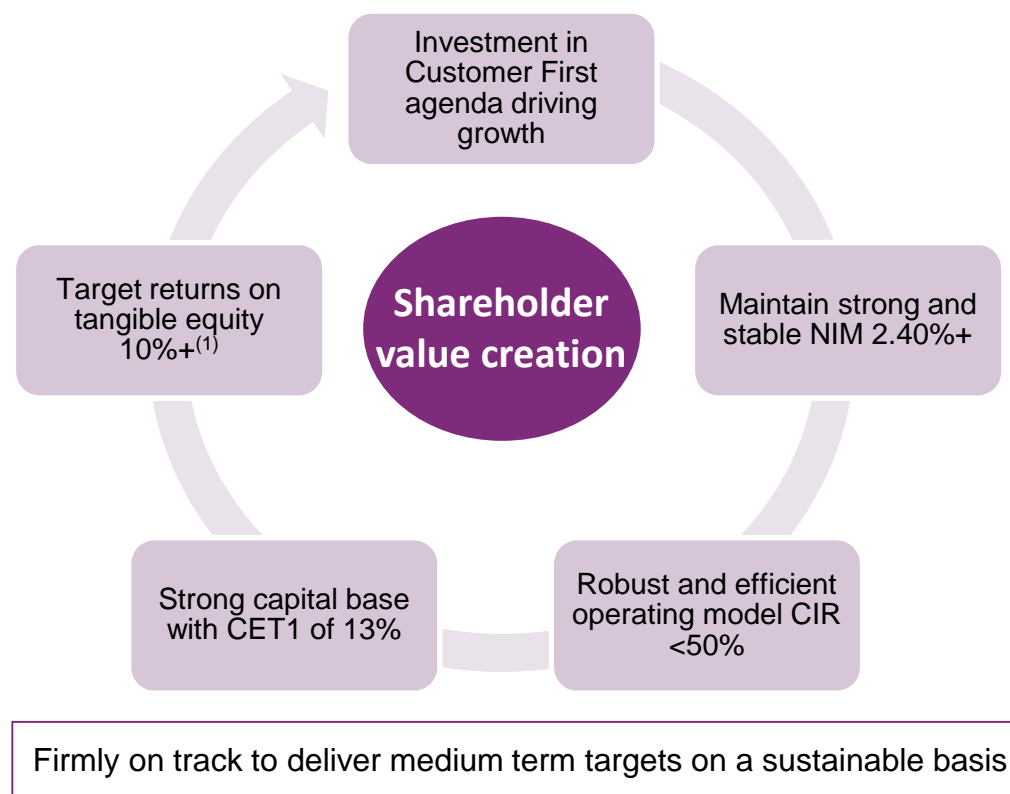 Investment in
Customer First
agenda driving
growth
Maintain strong and
stable NIM 2.40%+
Robust and efficient
operating model CIR
<50%
Strong capital base
with CET1 of 13%
Target returns on
tangible equity
10%+(1)
Shareholder
value creation
Firmly on track to deliver medium term targets on a sustainable basis